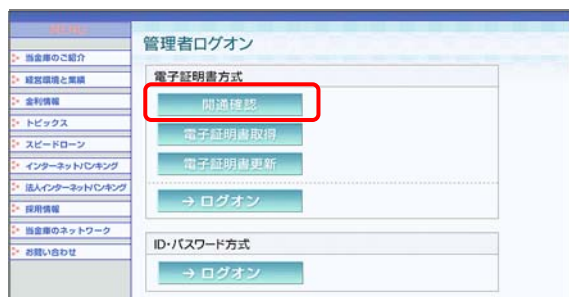 管理者ログオン
当金庫のご紹介
経営環境と業績
金利情報
トピックス
スピードローン
インターネットバンキング
法人インターネットバンキング
採用情報
当金庫のネットワーク
お問い合わせ
電子証明書方式
開通確認
電子証明書取得
電子証明書更新
→ログオン
ID・パスワード方式
→ログオン